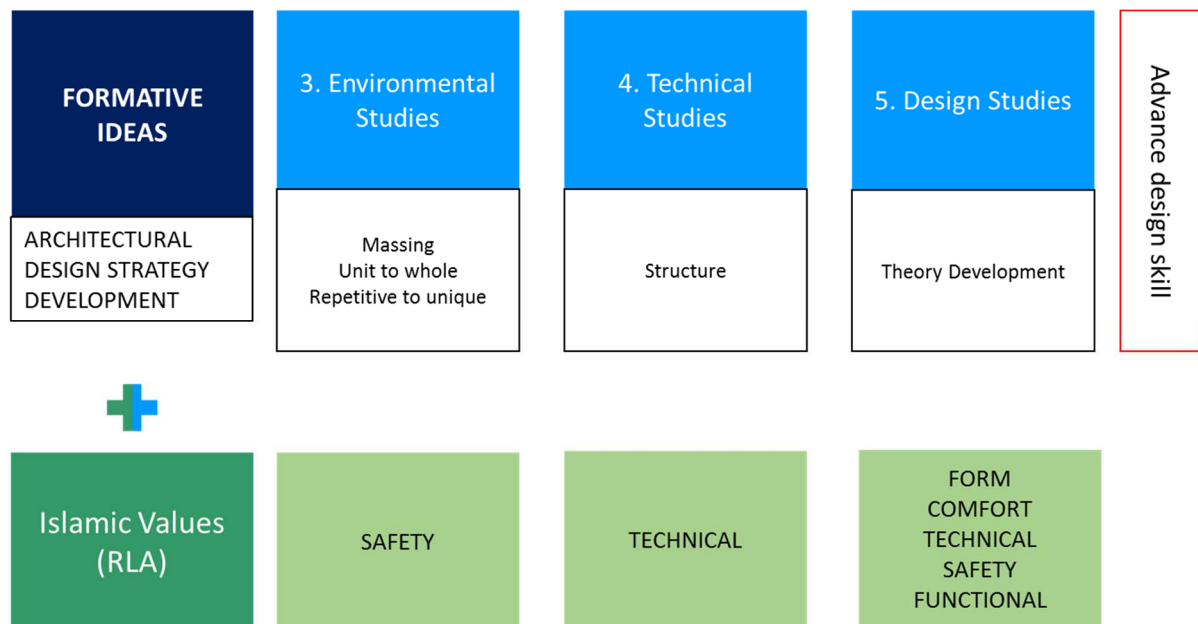 FORMATIVE
IDEAS
ARCHITECTURAL
DESIGN STRATEGY
DEVELOPMENT
3. Environmental
Studies
Massing
Unit to whole
Repetitive to unique
4. Technical
Studies
Structure
5. Design Studies
Theory Development
Advance design skill
Islamic Values
(RLA)
SAFETY
TECHNICAL
FORM
COMFORT
TECHNICAL
SAFETY
FUNCTIONAL